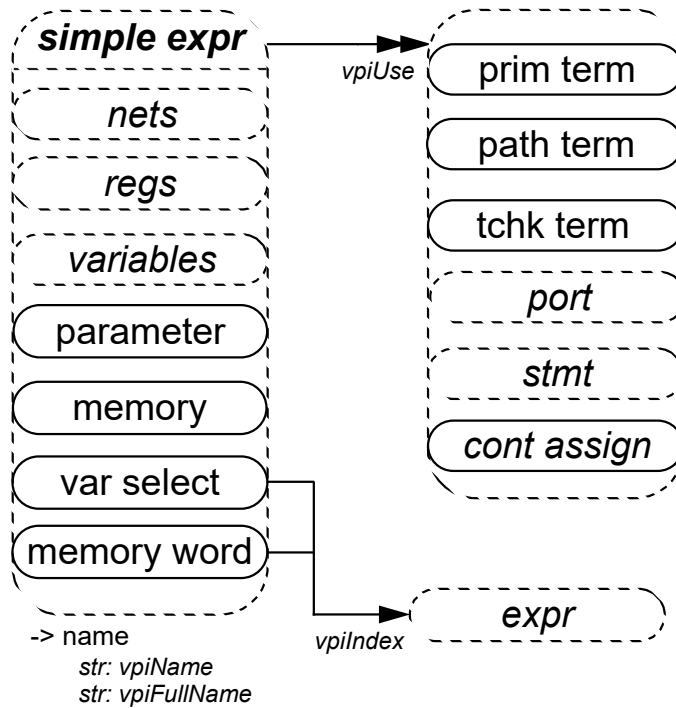 simple expr
nets
regs
variables
parameter
memory
var select
memory word
-> name
str: vpiName
str: vpiFullName
vpiUse
prim term
path term
tchk term
port
stmt
cont assign
vpiIndex
expr